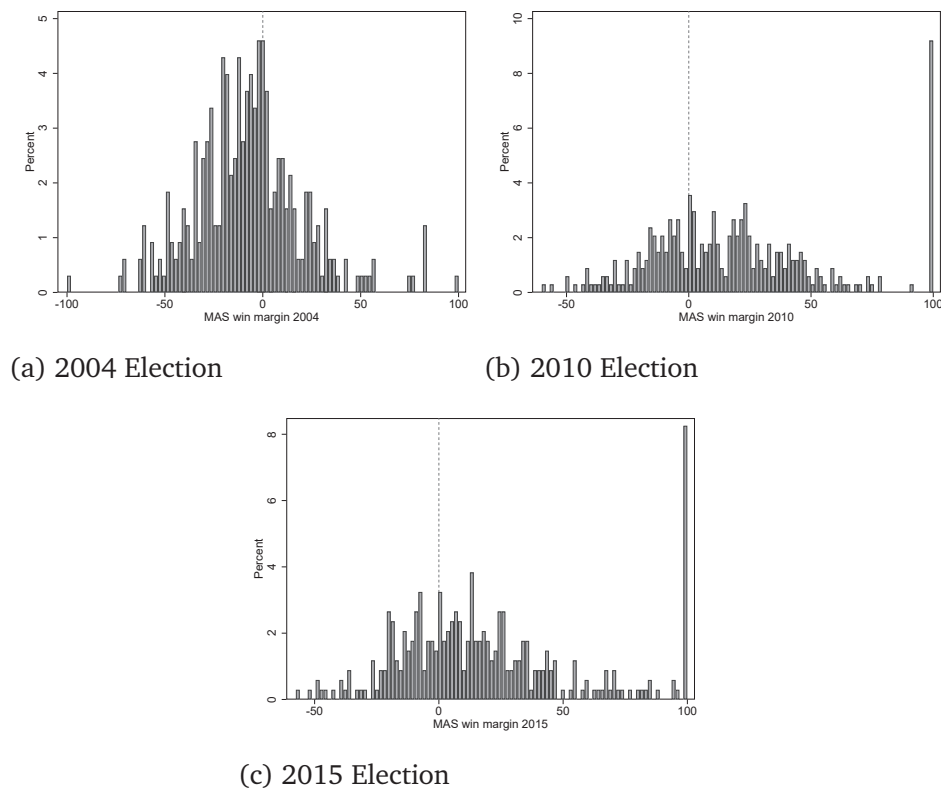 5
4
3
2
1
0
Percent
-100 -50 0 50 100
MAS win margin 2004
(a) 2004 Election
10
8
6
4
2
0
Percent
-50 0 50 100
MAS win margin 2010
(b) 2010 Election
8
6
4
2
0
Percent
-50 0 50 100
MAS win margin 2015
(c) 2015 Election